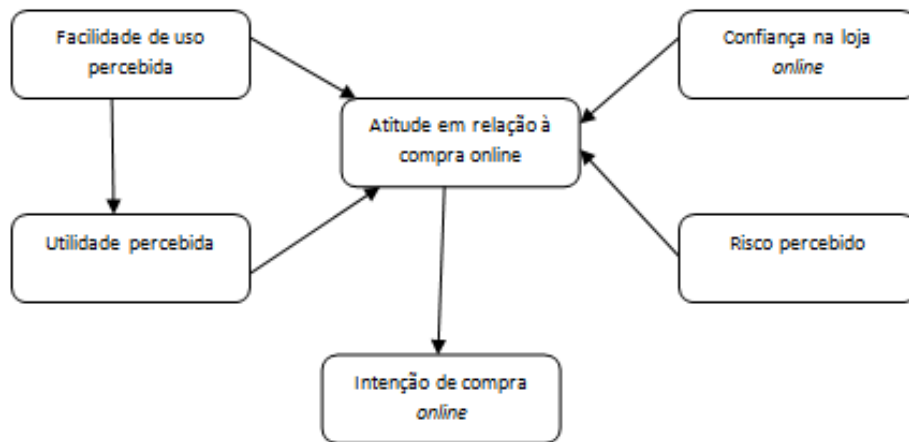 Facilidade de uso
percebida
Confiança na loja
online
Atitude em relação à
compra online
Utilidade percebida
Risco percebido
Intenção de compra
online